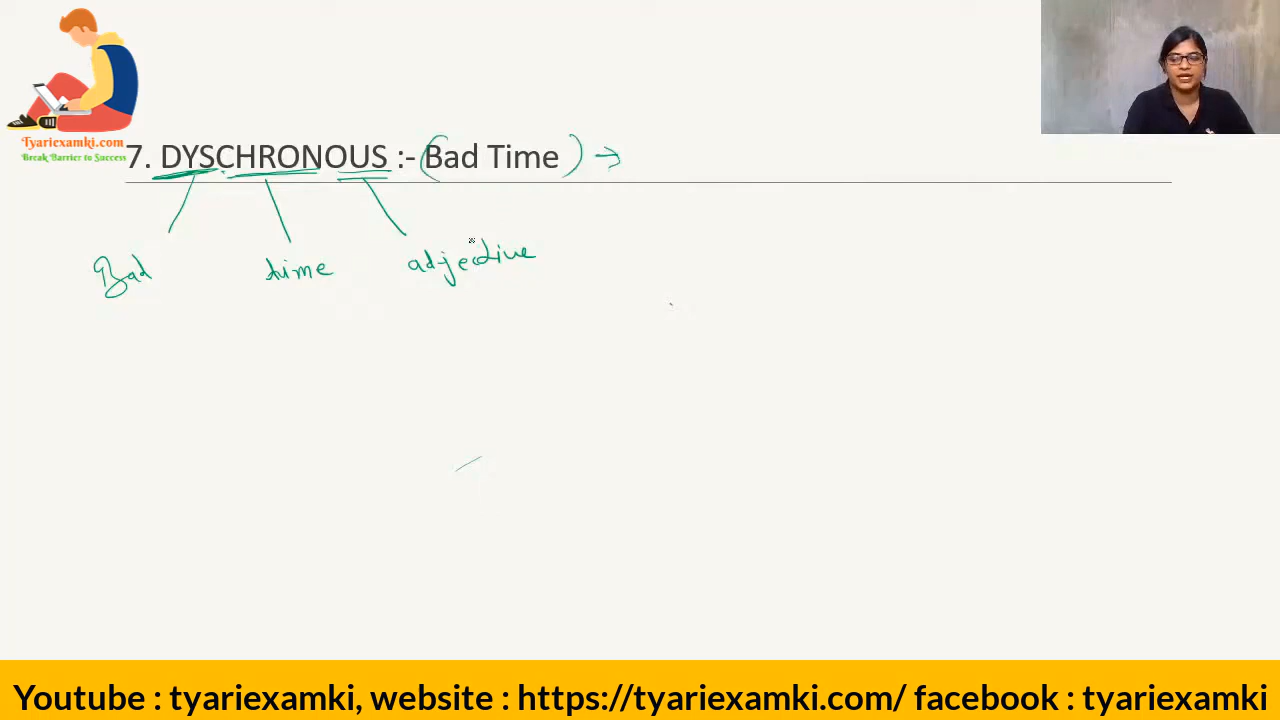 Tyariexamki.com
Break Barrier to Success
7. DYSCHRONOUS :- (Bad Time) →
Bad time adjective
Youtube : tyariexamki, website : https://tyariexamki.com/ facebook : tyariexamki